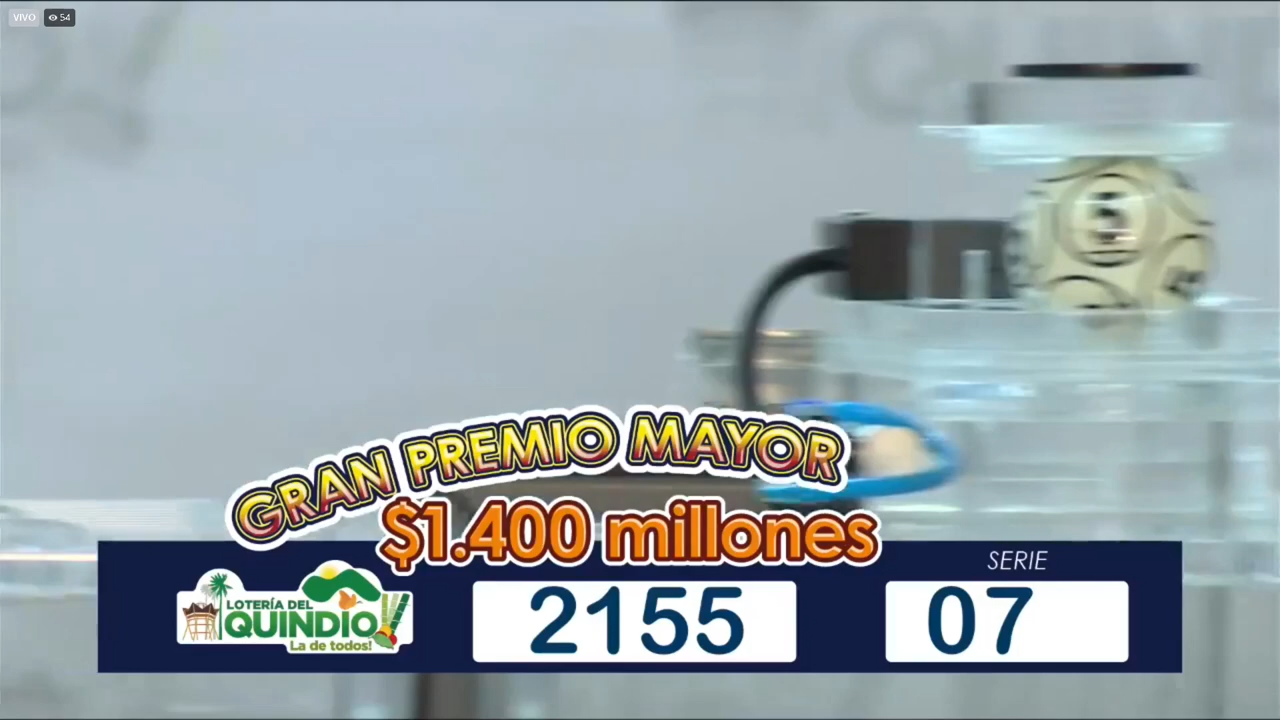 VIVO 54
GRAN PREMIO MAYOR
$1.400 millones
SERIE
LOTERÍA DEL
QUINDIO
La de todos!
2155
07